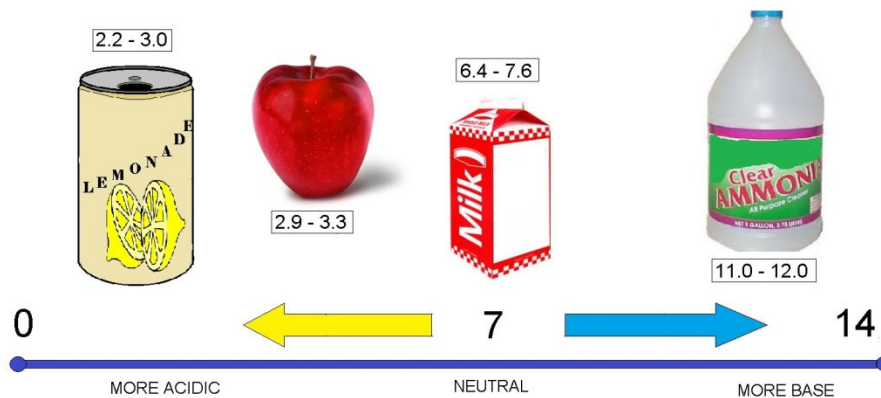 2.2 - 3.0
LEMONADE
2.9 - 3.3
6.4 - 7.6
Milk
Clear
AMMONIA
All Purpose Cleaner
11.0 - 12.0
0
7
14
MORE ACIDIC
NEUTRAL
MORE BASE